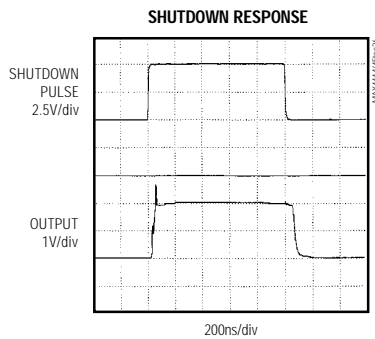 SHUTDOWN RESPONSE
SHUTDOWN
PULSE
2.5V/div
OUTPUT
1V/div
200ns/div